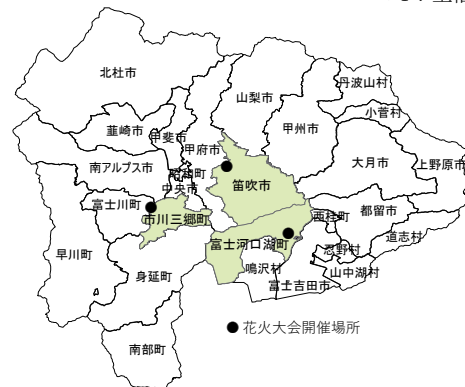 北杜市
山梨市
丹波山村
小菅村
韮崎市
甲斐市
甲府市
甲州市
大月市
上野原市
南アルプス市
昭和町
中央市
笛吹市
富士川町
市川三郷町
西桂町
都留市
道志村
早川町
富士河口湖町
忍野村
身延町
鳴沢村
山中湖村
富士吉田市
南部町
●花火大会開催場所